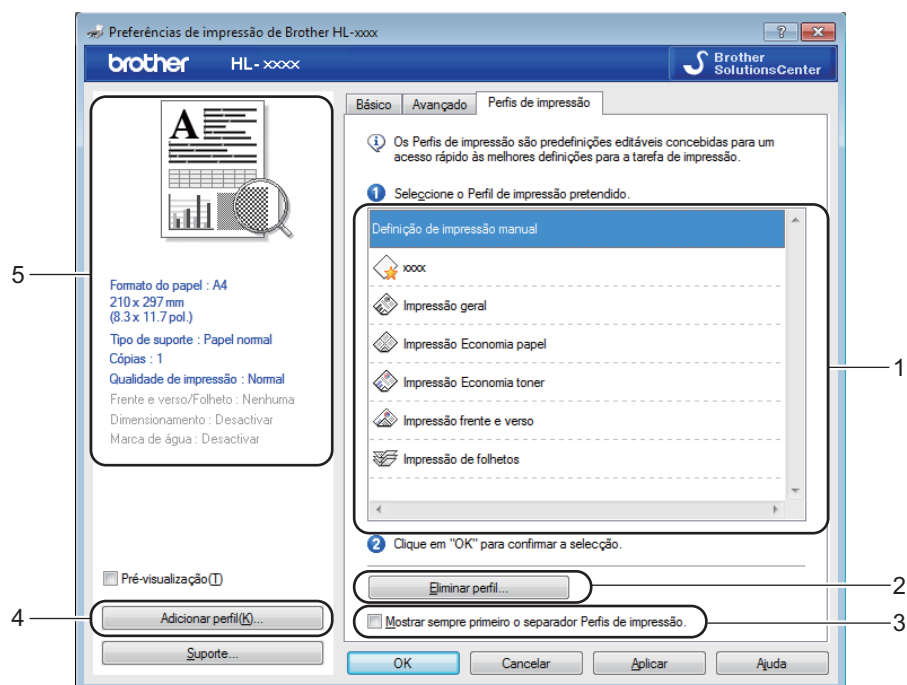 Preferências de impressão de Brother HL-xxxx
brother HL-xxxx
Brother
SolutionsCenter
5
Formato do papel : A4
210 x 297 mm
(8.3 x 11.7 pol.)
Tipo de suporte : Papel normal
Cópias : 1
Qualidade de impressão : Normal
Frente e verso/Folheto : Nenhuma
Dimensionamento : Desactivar
Marca de água : Desactivar
Pré-visualização(T)
4
Adicionar perfil(K)...
Suporte...
Básico Avançado Perfis de impressão
Os Perfis de impressão são predefinições editáveis concebidas para um
acesso rápido às melhores definições para a tarefa de impressão.
1 Selecione o Perfil de impressão pretendido.
Definição de impressão manual
xxxx
Impressão geral
Impressão Economia papel
Impressão Economia toner
Impressão frente e verso
Impressão de folhetos
1
2 Clique em "OK" para confirmar a selecção.
Eliminar perfil...
2
Mostrar sempre primeiro o separador Perfis de impressão.
3
OK Cancelar Aplicar Ajuda